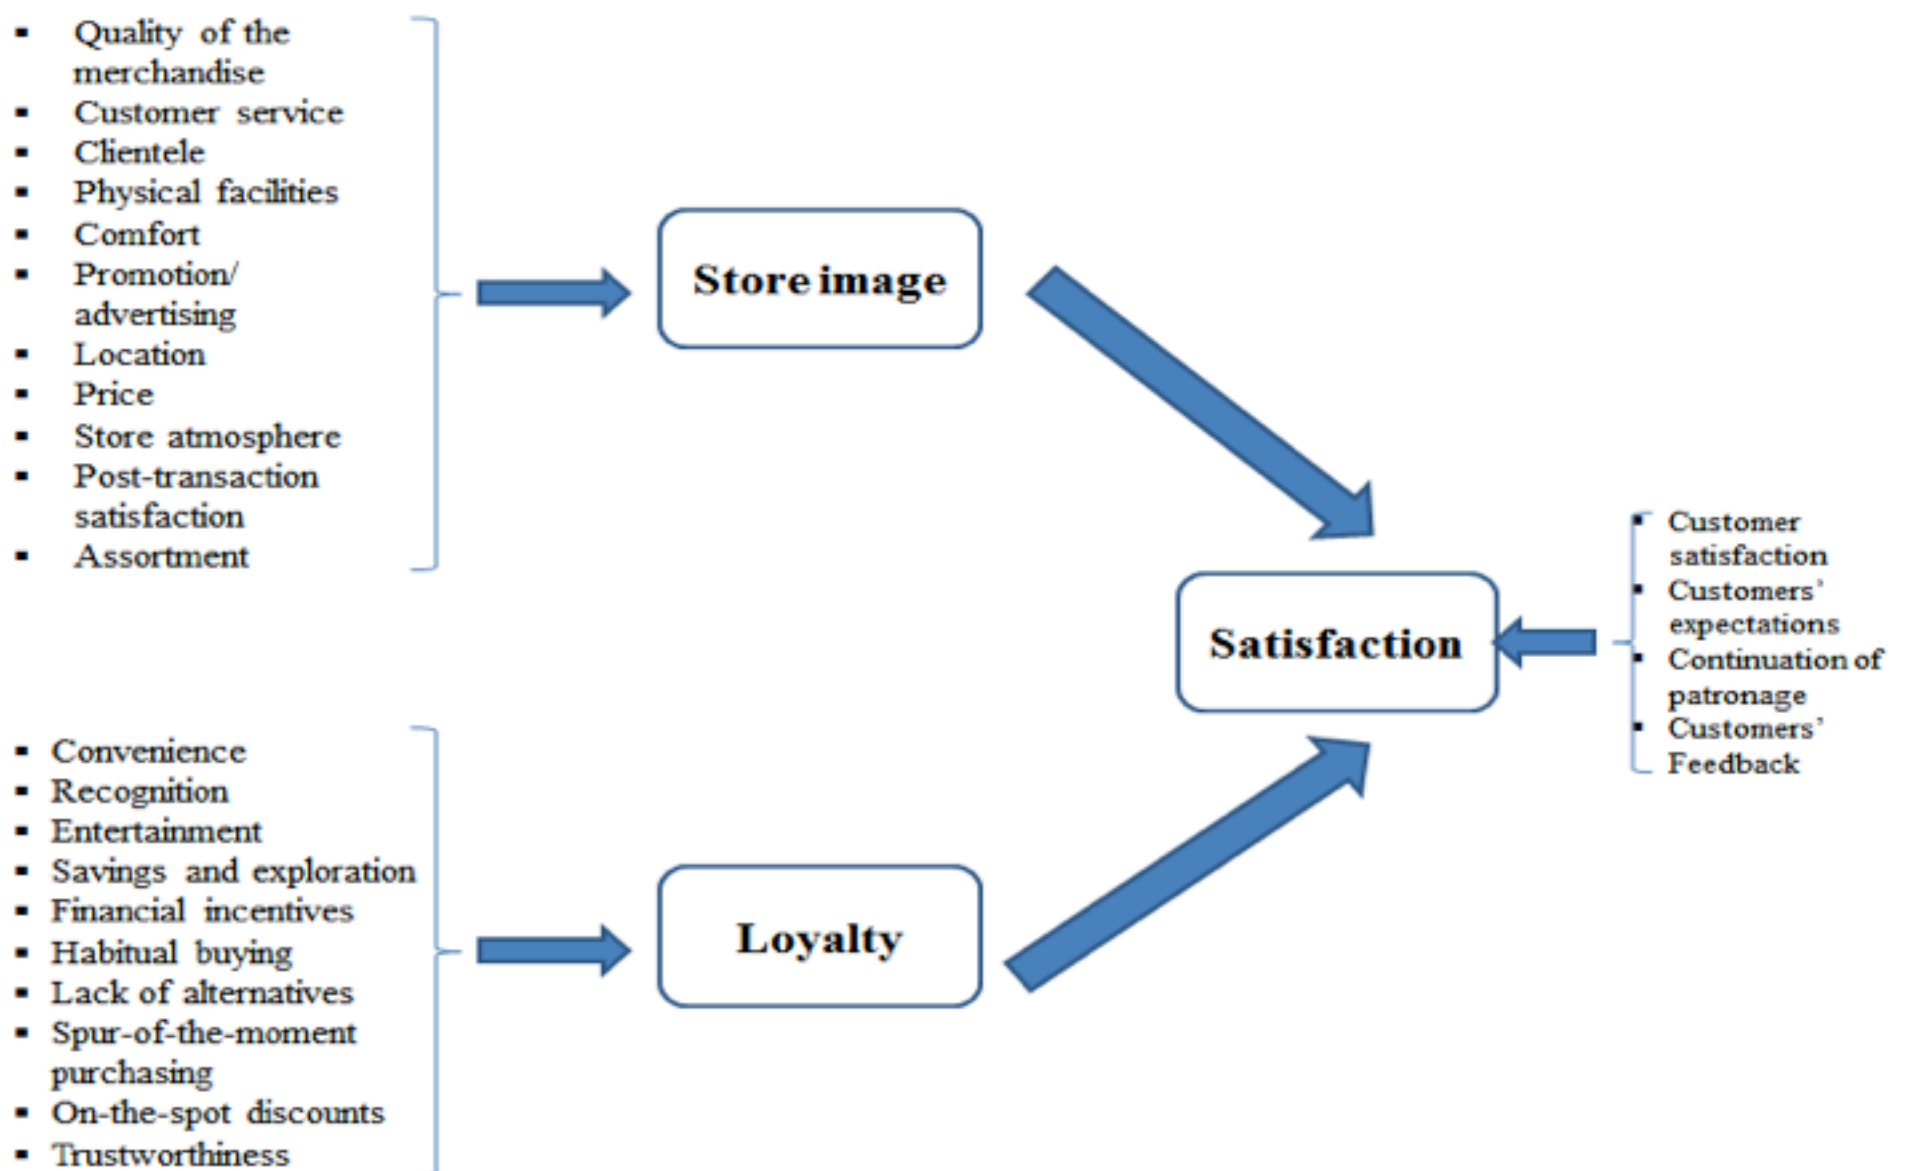 ▪ Quality of the
merchandise
▪ Customer service
▪ Clientele
▪ Physical facilities
▪ Comfort
▪ Promotion/
advertising
▪ Location
▪ Price
▪ Store atmosphere
▪ Post-transaction
satisfaction
▪ Assortment
Store image
▪ Convenience
▪ Recognition
▪ Entertainment
▪ Savings and exploration
▪ Financial incentives
▪ Habitual buying
▪ Lack of alternatives
▪ Spur-of-the-moment
purchasing
▪ On-the-spot discounts
▪ Trustworthiness
Loyalty
Satisfaction
▪ Customer
satisfaction
▪ Customers’
expectations
▪ Continuation of
patronage
▪ Customers’
Feedback